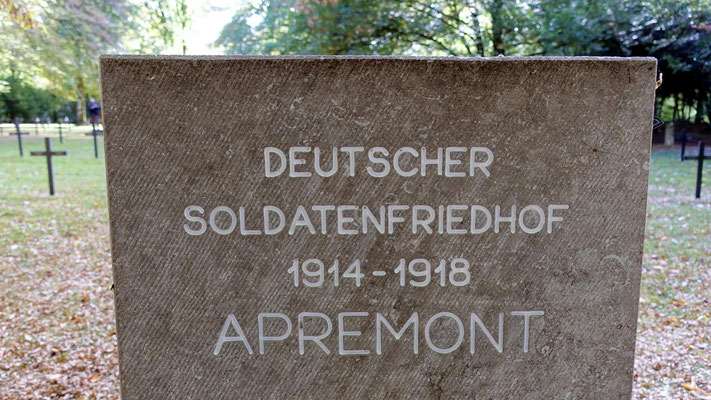 DEUTSCHER
SOLDATENFRIEDHOF
1914-1918
APREMONT